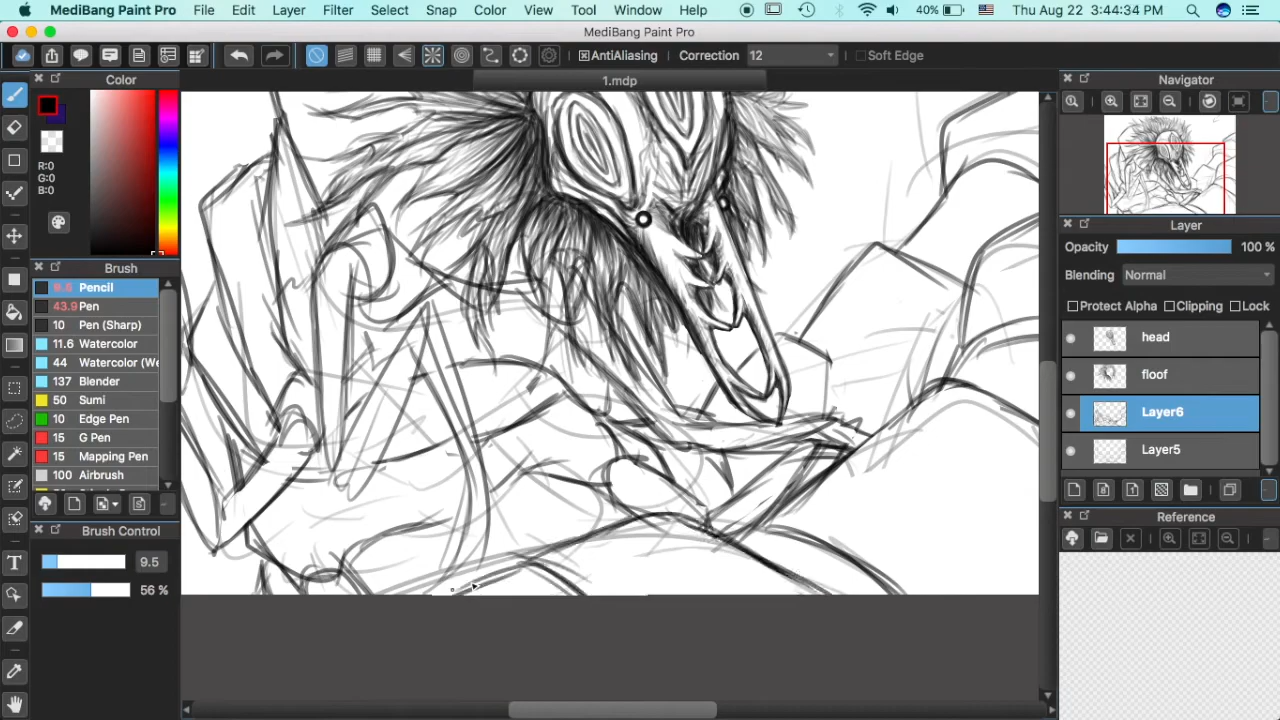 MediBang Paint Pro File Edit Layer Filter Select Snap Color View Tool Window Help 40% Thu Aug 22 3:44:34 PM
MediBang Paint Pro
AntiAliasing Correction 12 Soft Edge
1.mdp
Color
R:0
G:0
B:0
Brush
9.6 Pencil
43.9 Pen
10 Pen (Sharp)
11.6 Watercolor
44 Watercolor (We
137 Blender
50 Sumi
10 Edge Pen
15 G Pen
15 Mapping Pen
100 Airbrush
Brush Control
9.5
56 %
Navigator
Layer
Opacity 100 %
Blending Normal
Protect Alpha Clipping Lock
head
floof
Layer6
Layer5
Reference